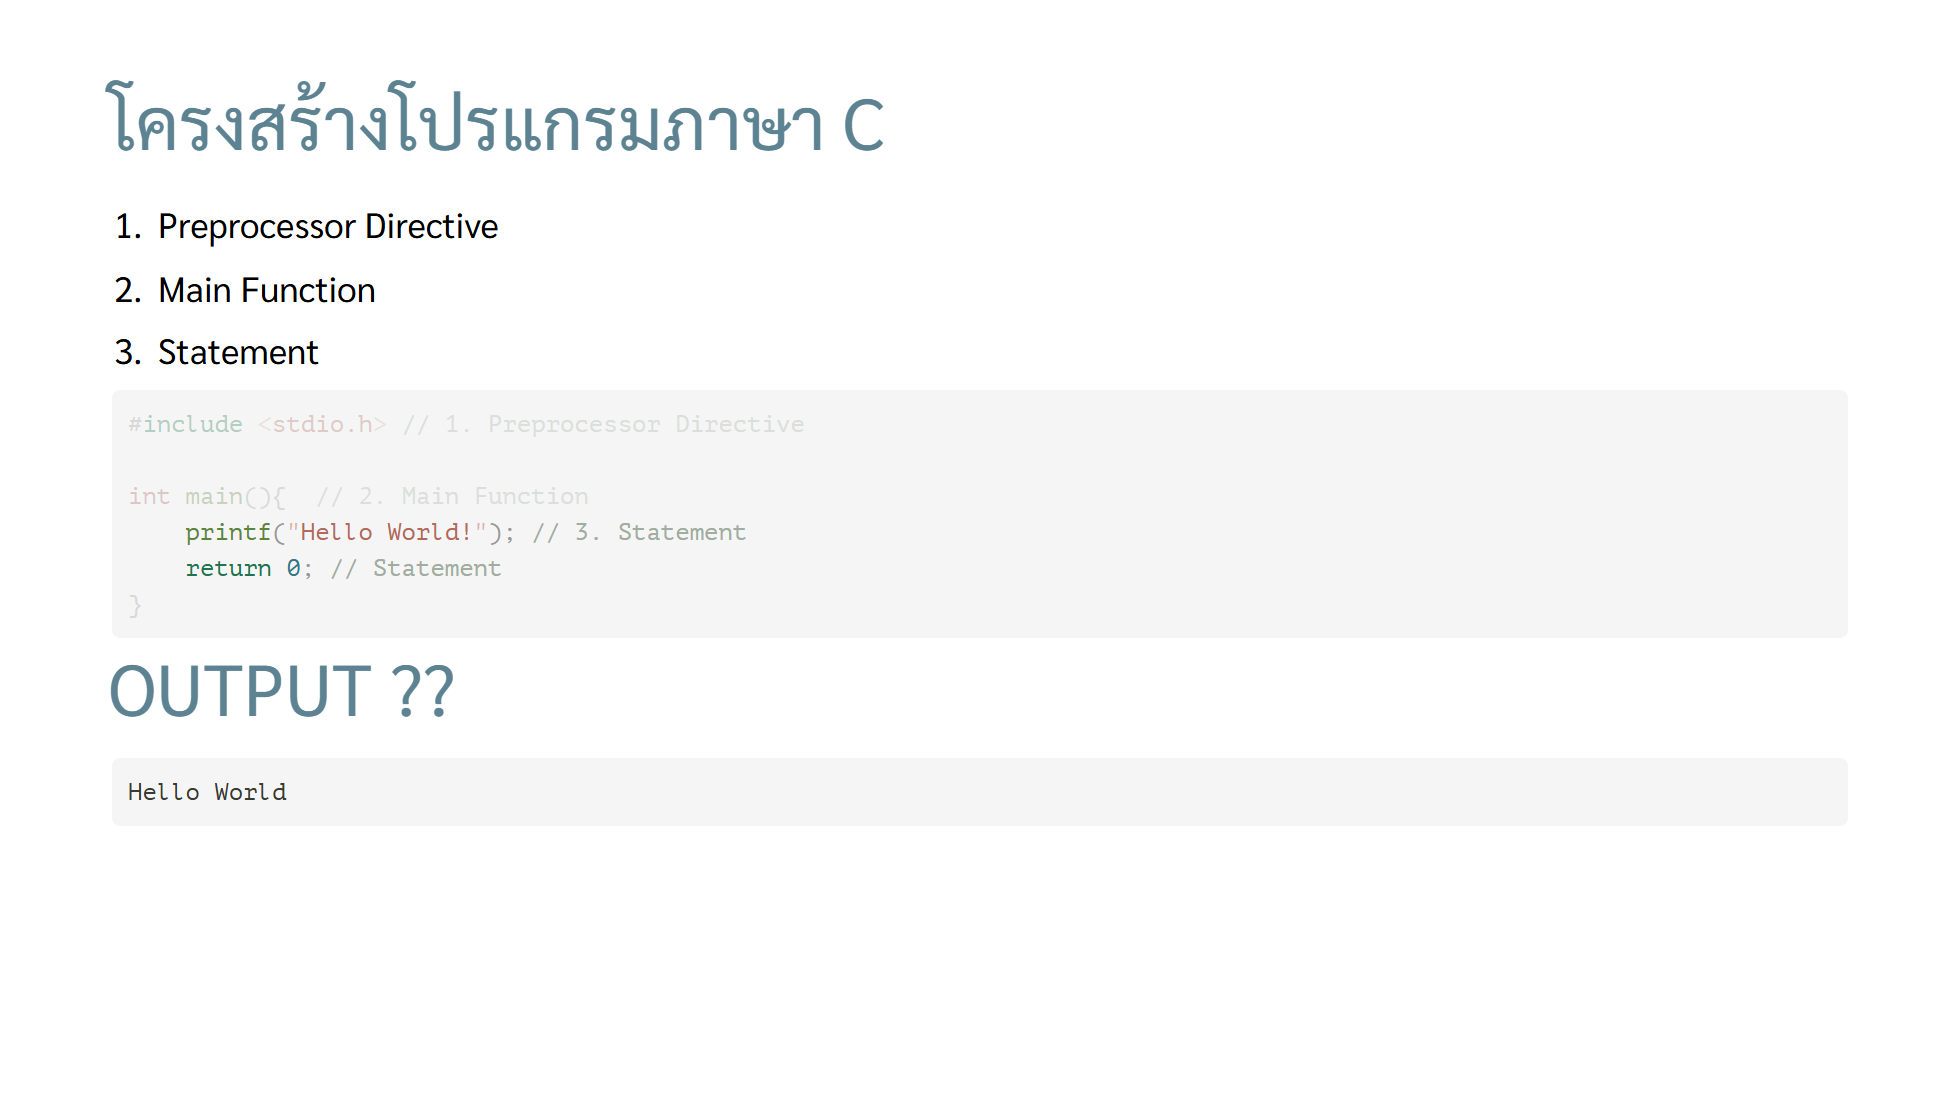 โครงสร้างโปรแกรมภาษา C
1. Preprocessor Directive
2. Main Function
3. Statement
#include <stdio.h> // 1. Preprocessor Directive
int main(){  // 2. Main Function
    printf("Hello World!"); // 3. Statement
    return 0; // Statement
}
OUTPUT ??
Hello World